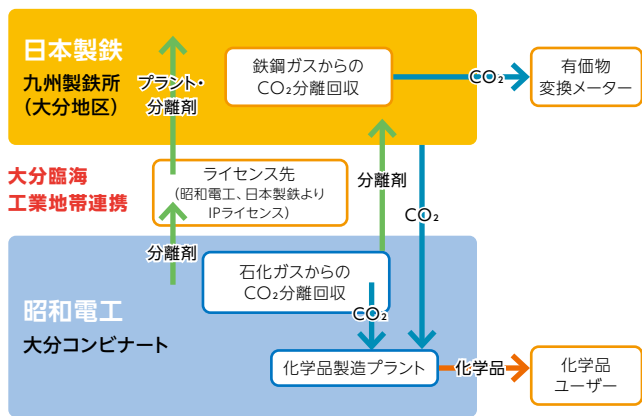 日本製鉄
九州製鉄所
(大分地区)
プラント・
分離剤
鉄鋼ガスからの
CO₂分離回収
CO₂
有価物
変換メーター
大分臨海
工業地帯連携
ライセンス先
(昭和電工、日本製鉄より
IPライセンス)
分離剤
CO₂
分離剤
昭和電工
大分コンビナート
石化ガスからの
CO₂分離回収
CO₂
化学品製造プラント
化学品
化学品
ユーザー